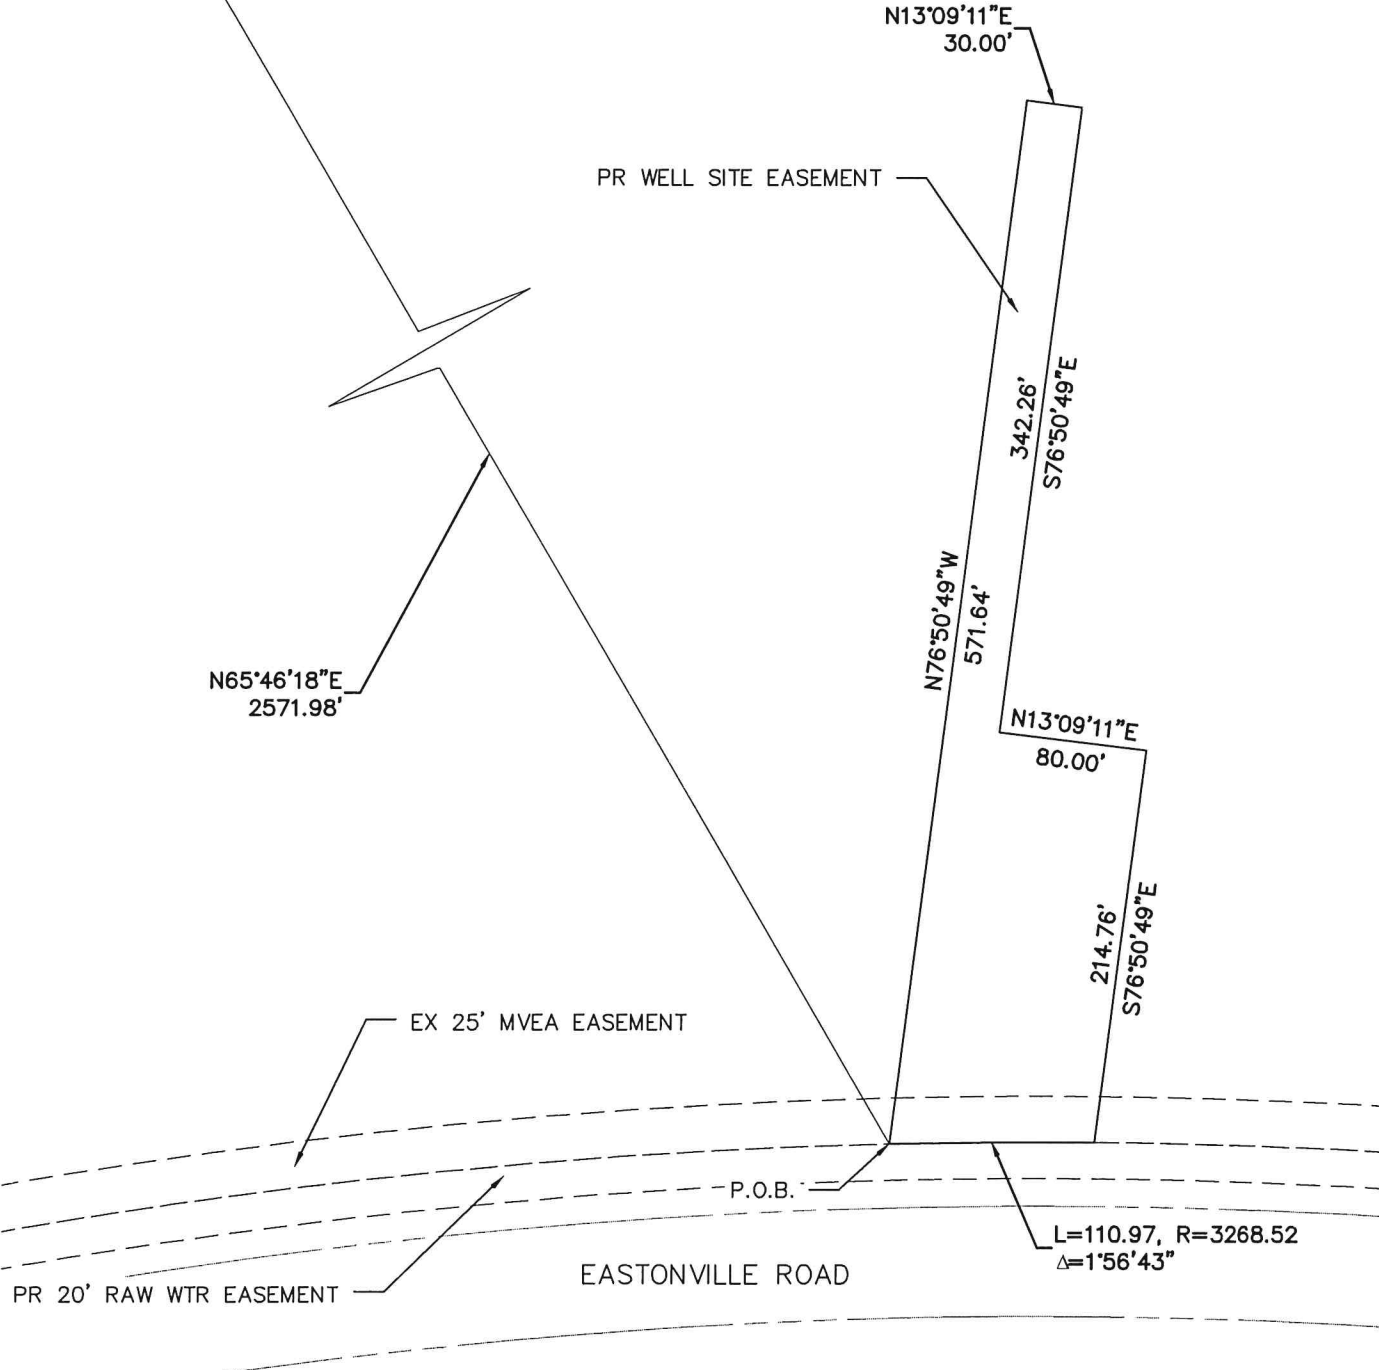 N13°09'11"E
30.00'
PR WELL SITE EASEMENT
342.26'
S76°50'49"E
N76°50'49"W
571.64'
N65°46'18"E
2571.98'
N13°09'11"E
80.00'
214.76'
S76°50'49"E
EX 25' MVEA EASEMENT
P.O.B.
L=110.97, R=3268.52
Δ=1°56'43"
EASTONVILLE ROAD
PR 20' RAW WTR EASEMENT